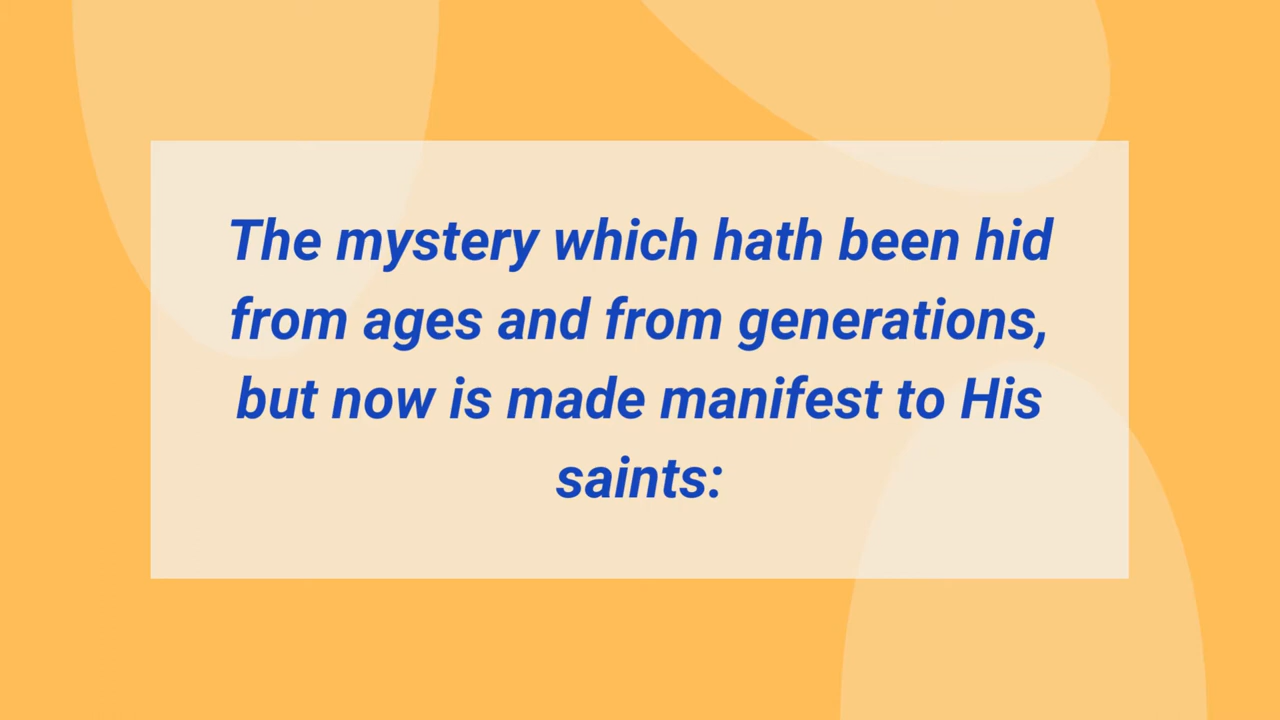 The mystery which hath been hid
from ages and from generations,
but now is made manifest to His
saints: